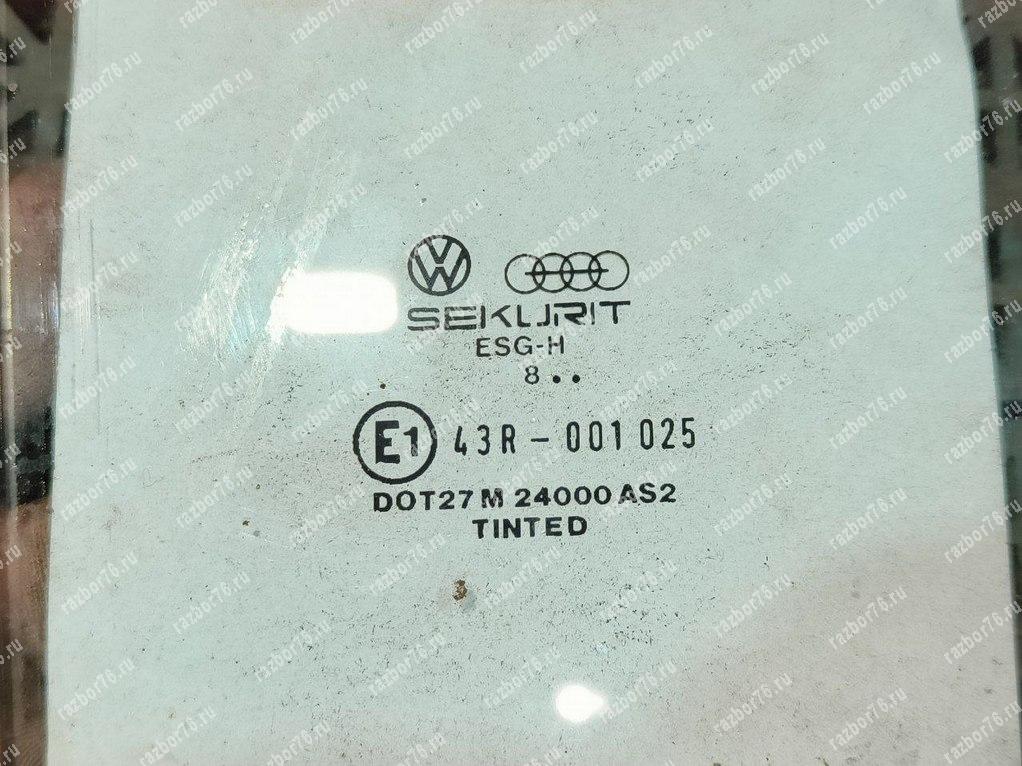 SEKURIT
ESG-H
8..
E1 43R - 001025
DOT27 M 24000 AS2
TINTED
razbor76.ru